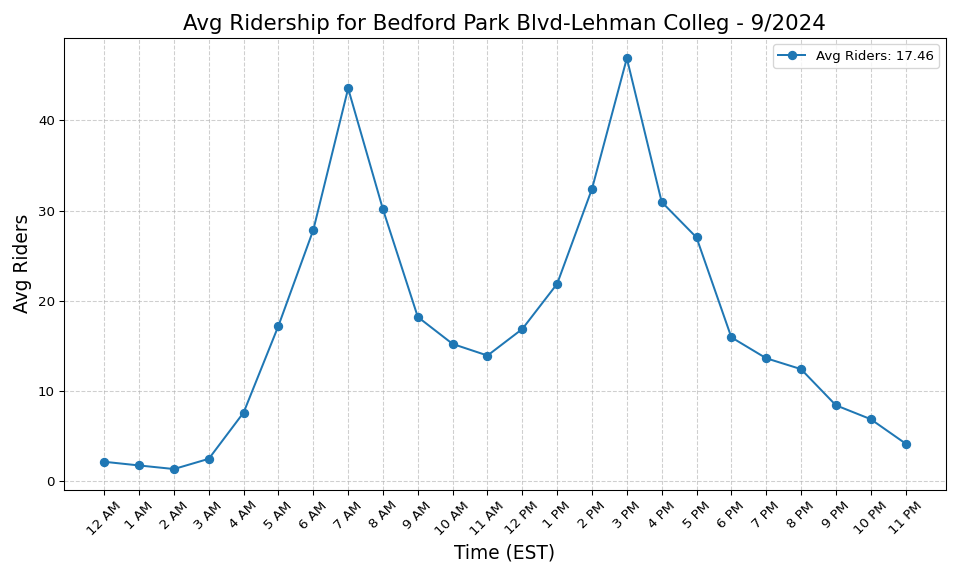 Avg Ridership for Bedford Park Blvd-Lehman Colleg - 9/2024
Avg Riders: 17.46
Avg Riders
40
30
20
10
0
12 AM 1 AM 2 AM 3 AM 4 AM 5 AM 6 AM 7 AM 8 AM 9 AM 10 AM 11 AM 12 PM 1 PM 2 PM 3 PM 4 PM 5 PM 6 PM 7 PM 8 PM 9 PM 10 PM 11 PM
Time (EST)